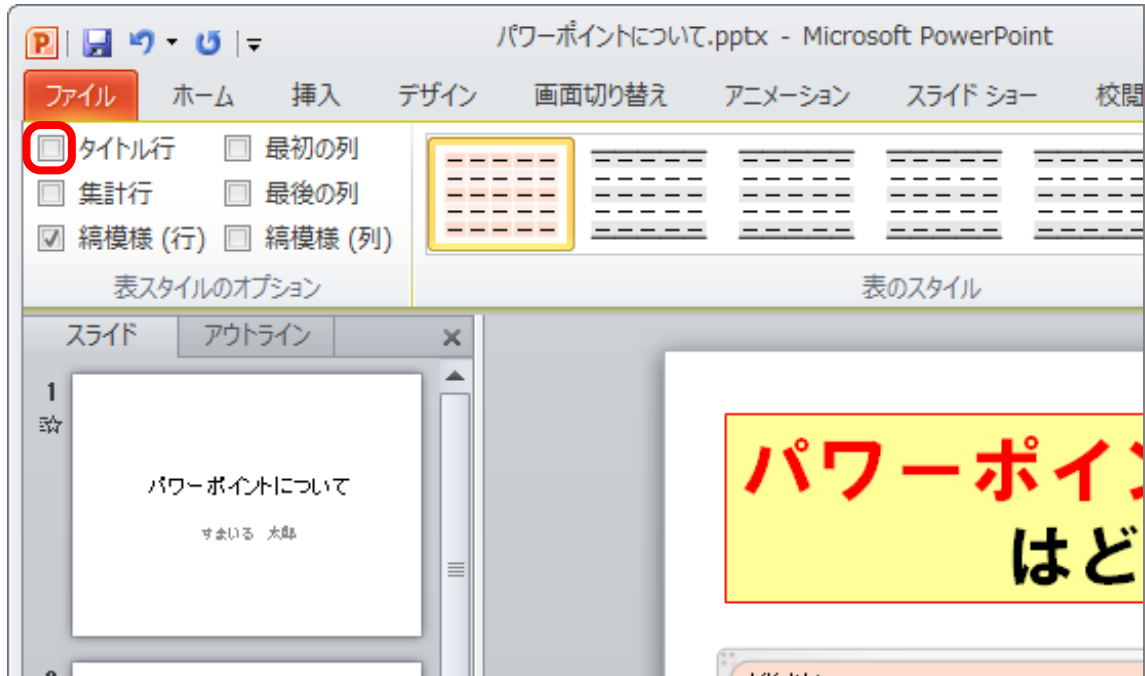 パワーポイントについて.pptx - Microsoft PowerPoint
ファイル ホーム 挿入 デザイン 画面切り替え アニメーション スライド ショー 校閲
タイトル行 最初の列
集計行 最後の列
縞模様 (行) 縞模様 (列)
表スタイルのオプション 表のスタイル
スライド アウトライン
1
パワーポイントについて
すまいる 太郎
パワーポイン
はど